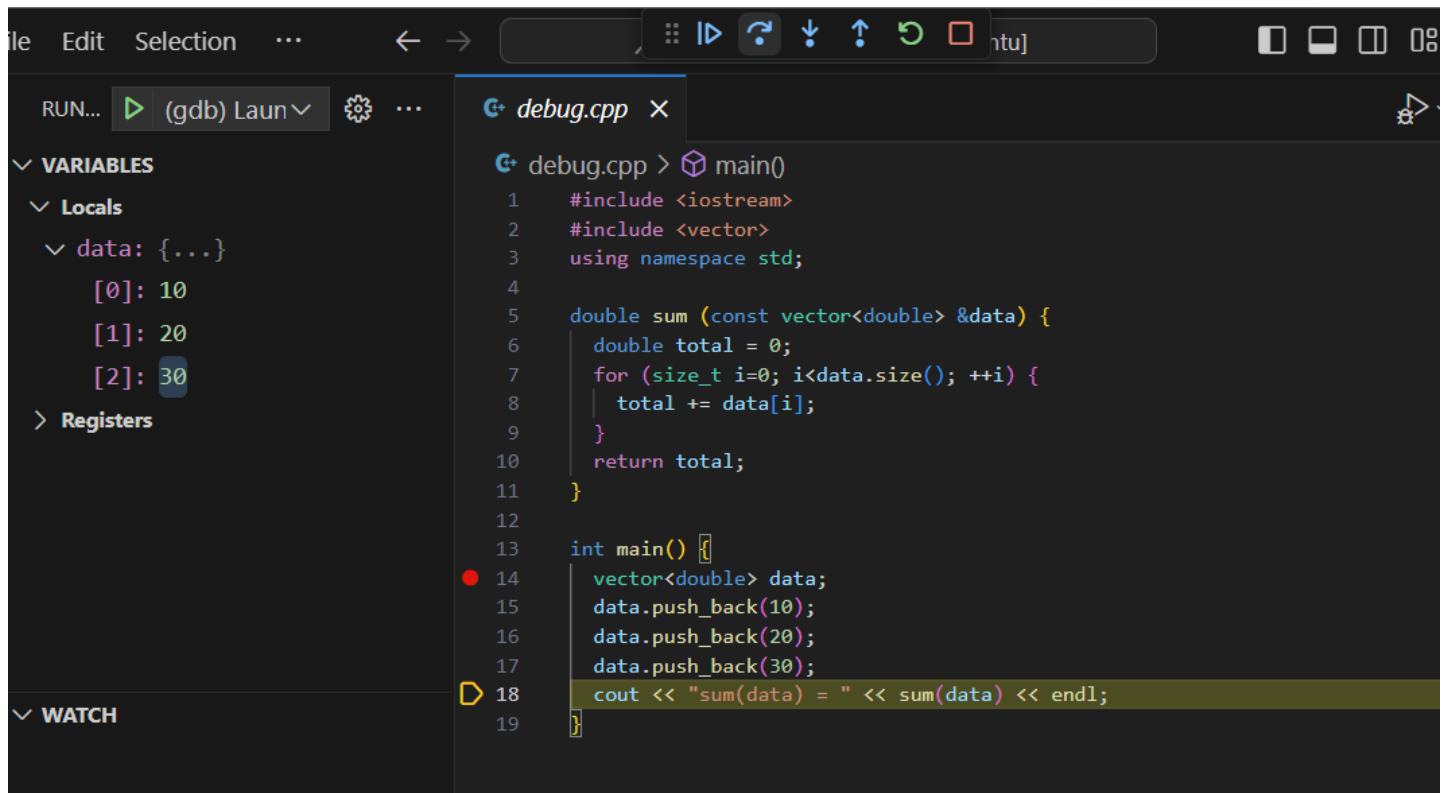 ile Edit Selection ··· ntu]
RUN... (gdb) Laun ···
VARIABLES
Locals
data: {...}
[0]: 10
[1]: 20
[2]: 30
Registers
WATCH
debug.cpp
debug.cpp > main()
1 #include <iostream>
2 #include <vector>
3 using namespace std;
4
5 double sum (const vector<double> &data) {
6 double total = 0;
7 for (size_t i=0; i<data.size(); ++i) {
8 total += data[i];
9 }
10 return total;
11 }
12
13 int main() {
14 vector<double> data;
15 data.push_back(10);
16 data.push_back(20);
17 data.push_back(30);
18 cout << "sum(data) = " << sum(data) << endl;
19 }